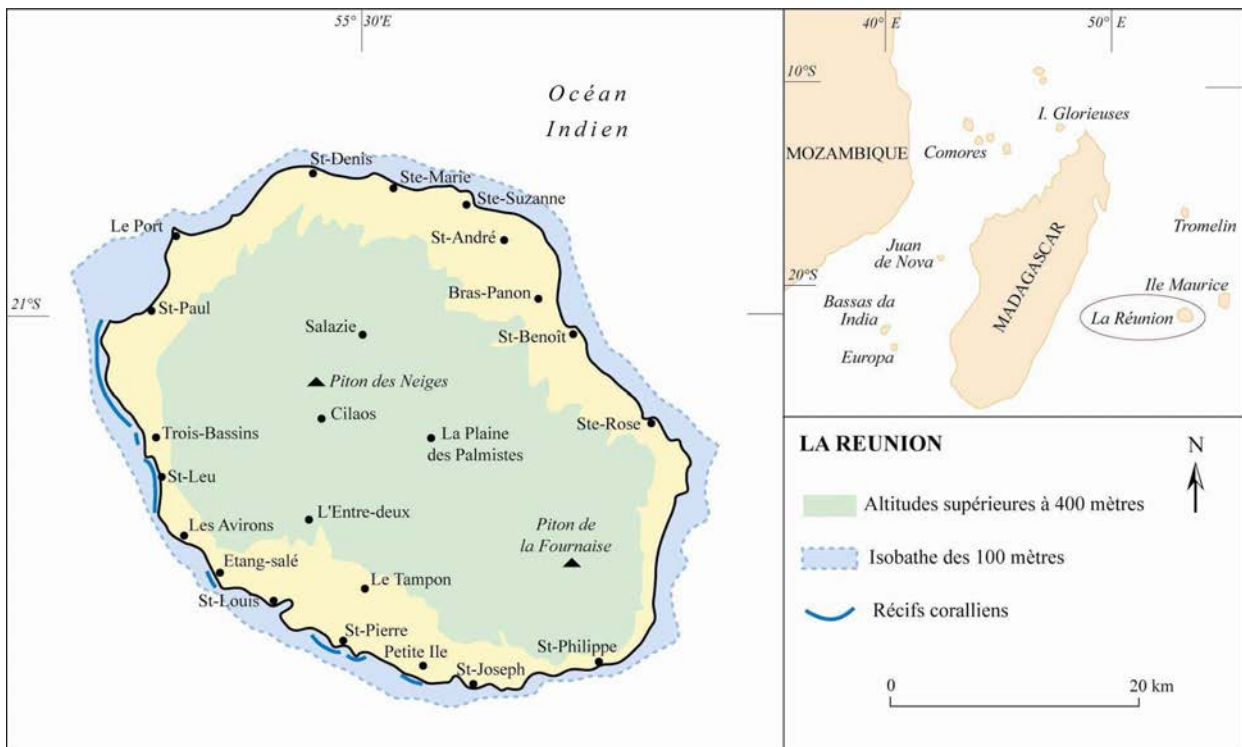 55° 30'E
Océan
Indien
St-Denis
Ste-Marie
Ste-Suzanne
Le Port
St-André
Bras-Panon
21°S
St-Paul
Salazie
St-Benoît
Piton des Neiges
Cilaos
Ste-Rose
Trois-Bassins
La Plaine
des Palmistes
St-Leu
L'Entre-deux
Les Avirons
Piton de
la Fournaise
Etang-salé
Le Tampon
St-Louis
St-Pierre
Petite Ile
St-Philippe
St-Joseph
40° E
50° E
10°S
I. Glorieuses
MOZAMBIQUE
Comores
Tromelin
Juan
de Nova
MADAGASCAR
20°S
Ile Maurice
Bassas da
India
La Réunion
Europa
LA REUNION
N
Altitudes supérieures à 400 mètres
Isobathe des 100 mètres
Récifs coralliens
0
20 km